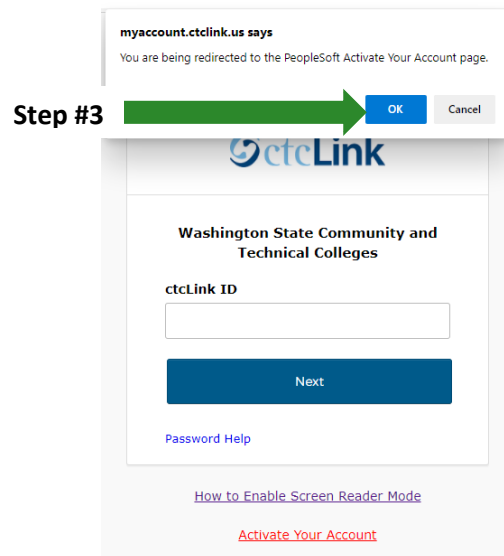 myaccount.ctclink.us says
You are being redirected to the PeopleSoft Activate Your Account page.
Step #3
OK Cancel
ctcLink
Washington State Community and
Technical Colleges
ctcLink ID
Next
Password Help
How to Enable Screen Reader Mode
Activate Your Account